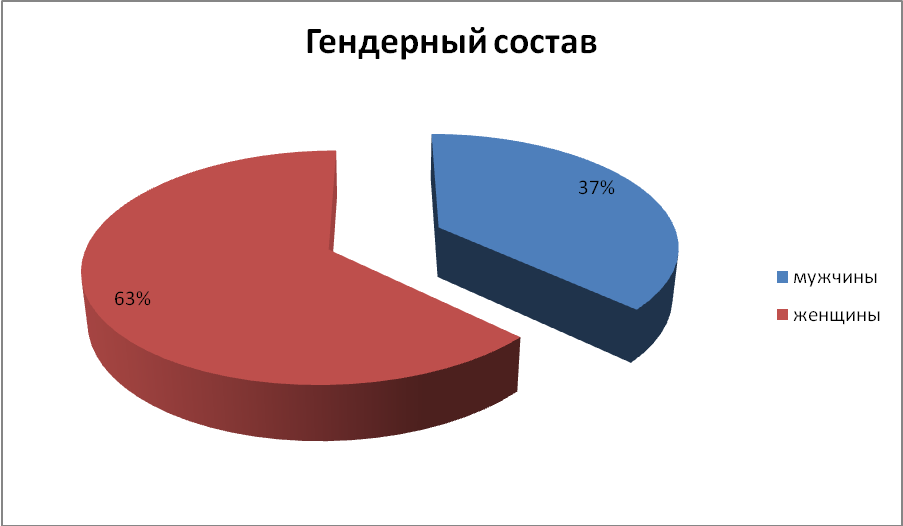 Гендерный состав
37%
63%
мужчины
женщины